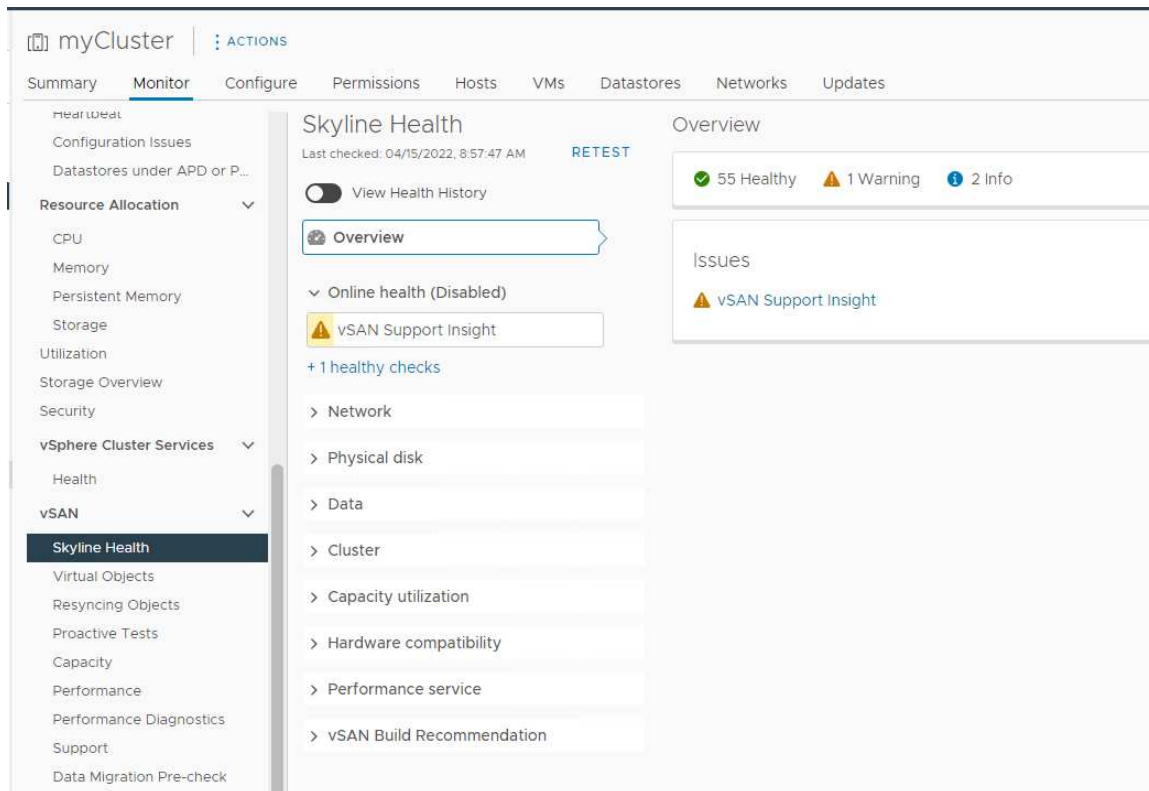 myCluster
ACTIONS
Summary Monitor Configure Permissions Hosts VMs Datastores Networks Updates
Heartbeat
Configuration Issues
Datastores under APD or P...
Resource Allocation
CPU
Memory
Persistent Memory
Storage
Utilization
Storage Overview
Security
vSphere Cluster Services
Health
vSAN
Skyline Health
Virtual Objects
Resyncing Objects
Proactive Tests
Capacity
Performance
Performance Diagnostics
Support
Data Migration Pre-check
Skyline Health
Last checked: 04/15/2022, 8:57:47 AM RETEST
View Health History
Overview
Online health (Disabled)
vSAN Support Insight
+ 1 healthy checks
Network
Physical disk
Data
Cluster
Capacity utilization
Hardware compatibility
Performance service
vSAN Build Recommendation
Overview
55 Healthy 1 Warning 2 Info
Issues
vSAN Support Insight